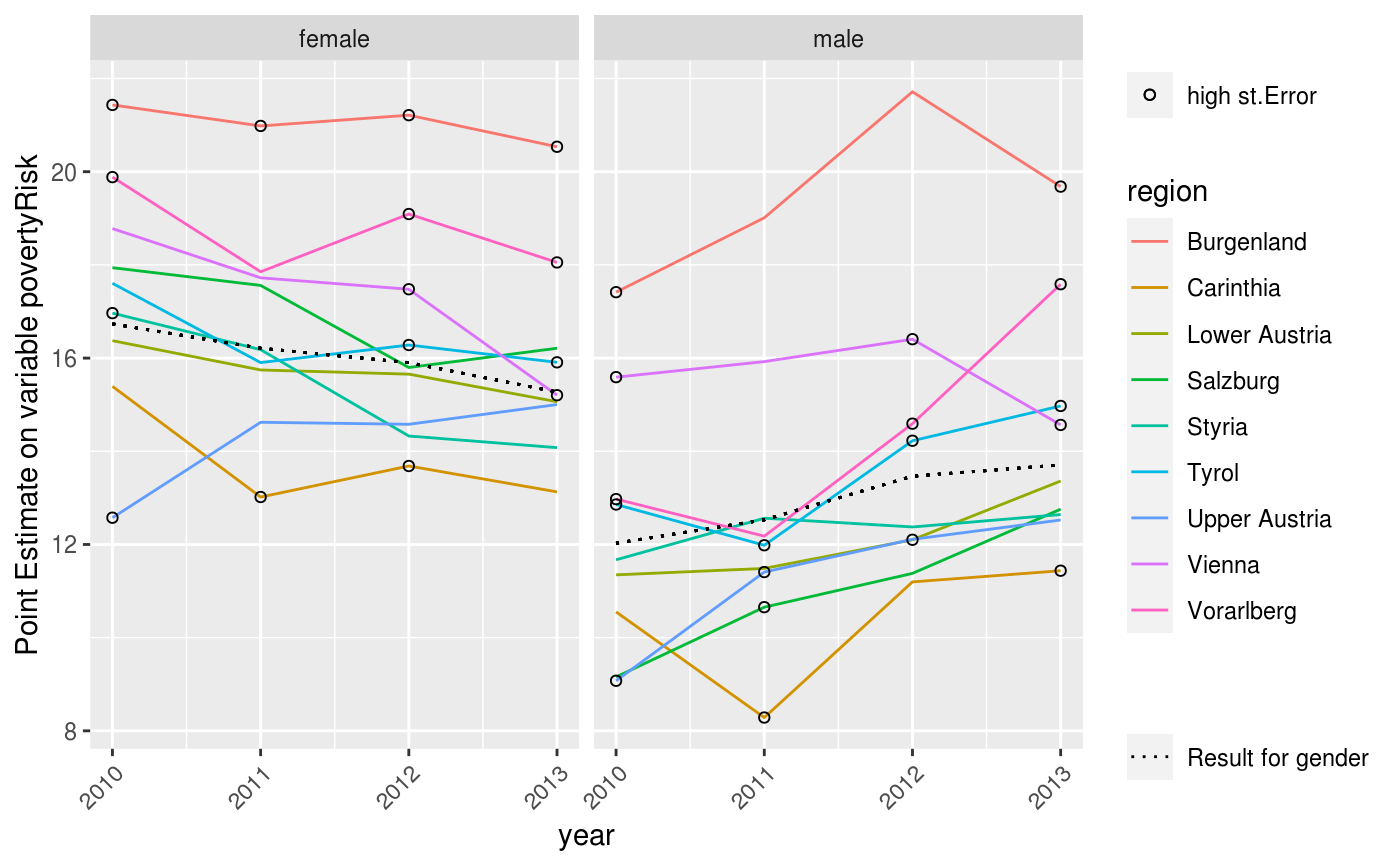 female
male
Point Estimate on variable povertyRisk
20
16
12
8
2010
2011
2012
2013
2010
2011
2012
2013
year
high st.Error
region
Burgenland
Carinthia
Lower Austria
Salzburg
Styria
Tyrol
Upper Austria
Vienna
Vorarlberg
Result for gender